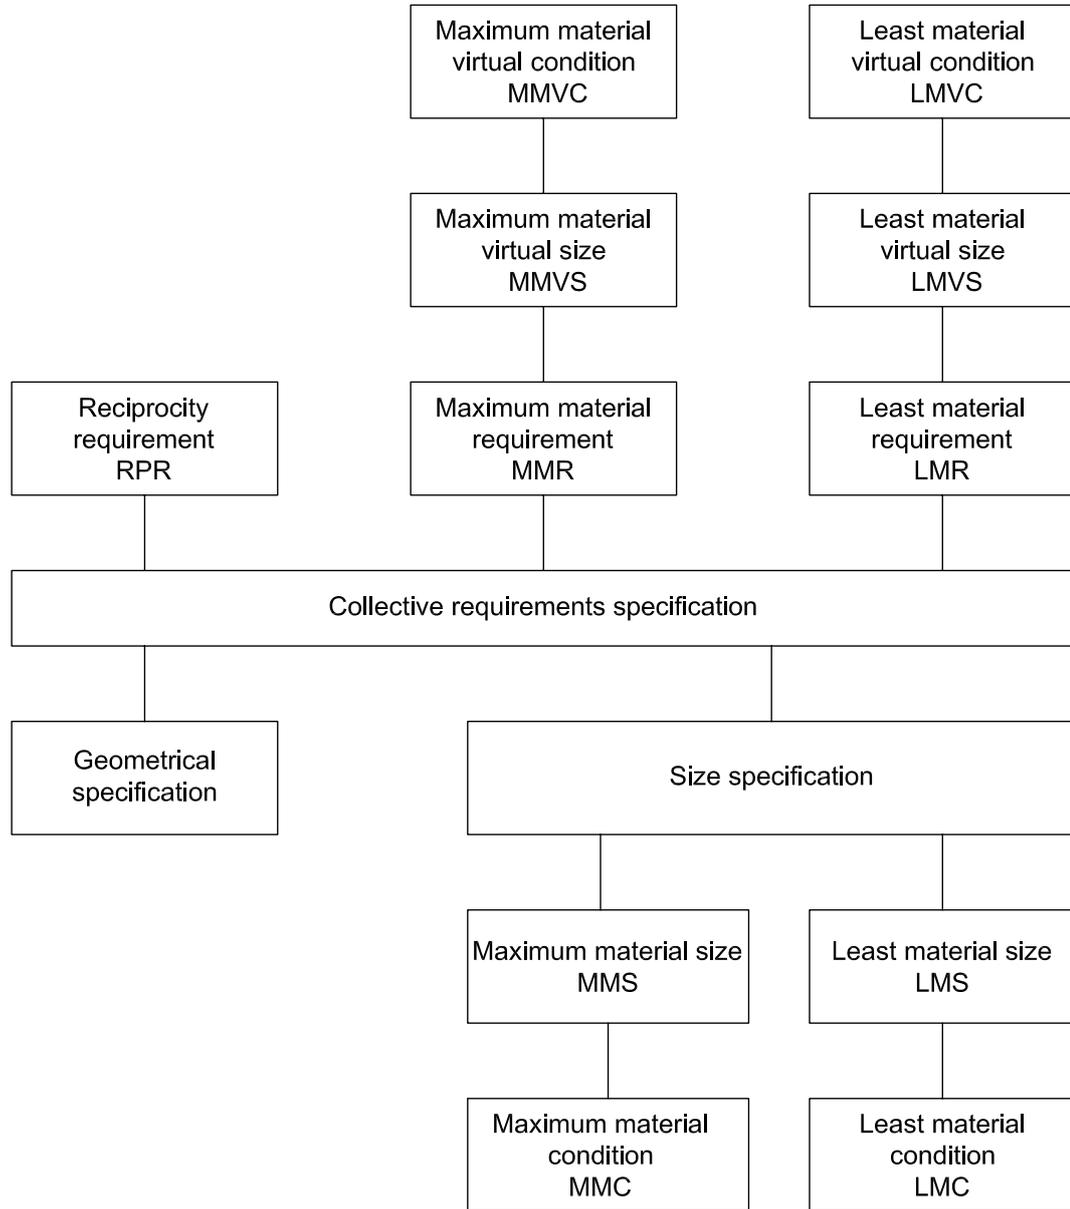 Maximum material
virtual condition
MMVC
Least material
virtual condition
LMVC
Maximum material
virtual size
MMVS
Least material
virtual size
LMVS
Reciprocity
requirement
RPR
Maximum material
requirement
MMR
Least material
requirement
LMR
Collective requirements specification
Geometrical
specification
Size specification
Maximum material size
MMS
Least material size
LMS
Maximum material
condition
MMC
Least material
condition
LMC